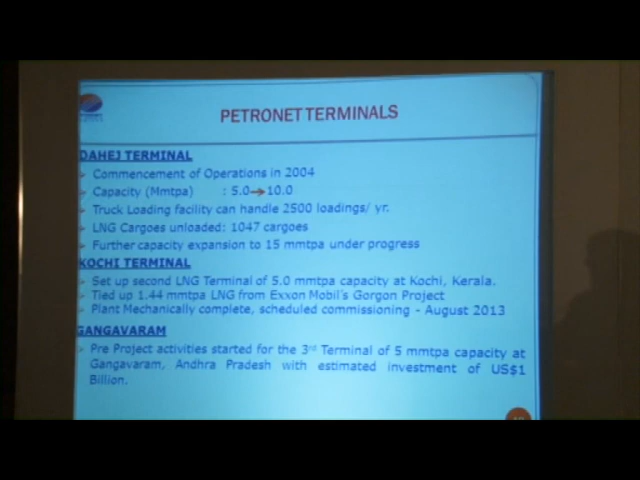 PETRONET TERMINALS
DAHEJ TERMINAL
Commencement of Operations in 2004
Capacity (Mmtpa) : 5.0→10.0
Truck Loading facility can handle 2500 loadings/ yr.
LNG Cargoes unloaded: 1047 cargoes
Further capacity expansion to 15 mmtpa under progress
KOCHI TERMINAL
Set up second LNG Terminal of 5.0 mmtpa capacity at Kochi, Kerala.
Tied up 1.44 mmtpa LNG from Exxon Mobil's Gorgon Project
Plant Mechanically complete, scheduled commissioning - August 2013
GANGAVARAM
Pre Project activities started for the 3rd Terminal of 5 mmtpa capacity at
Gangavaram, Andhra Pradesh with estimated investment of US$1
Billion.